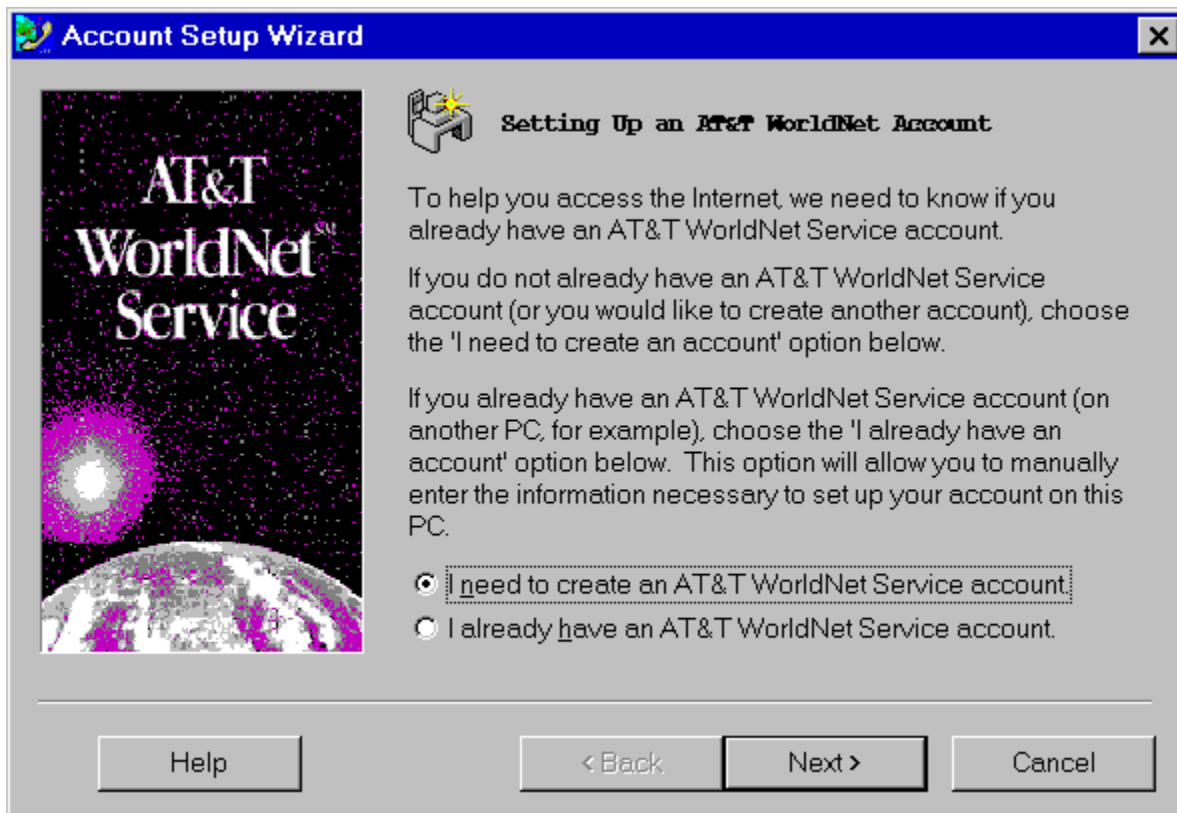 Account Setup Wizard
AT&T
WorldNet℠
Service
Setting Up an AT&T WorldNet Account
To help you access the Internet, we need to know if you
already have an AT&T WorldNet Service account.
If you do not already have an AT&T WorldNet Service
account (or you would like to create another account), choose
the 'I need to create an account' option below.
If you already have an AT&T WorldNet Service account (on
another PC, for example), choose the 'I already have an
account' option below.  This option will allow you to manually
enter the information necessary to set up your account on this
PC.
I need to create an AT&T WorldNet Service account.
I already have an AT&T WorldNet Service account.
Help
< Back
Next >
Cancel